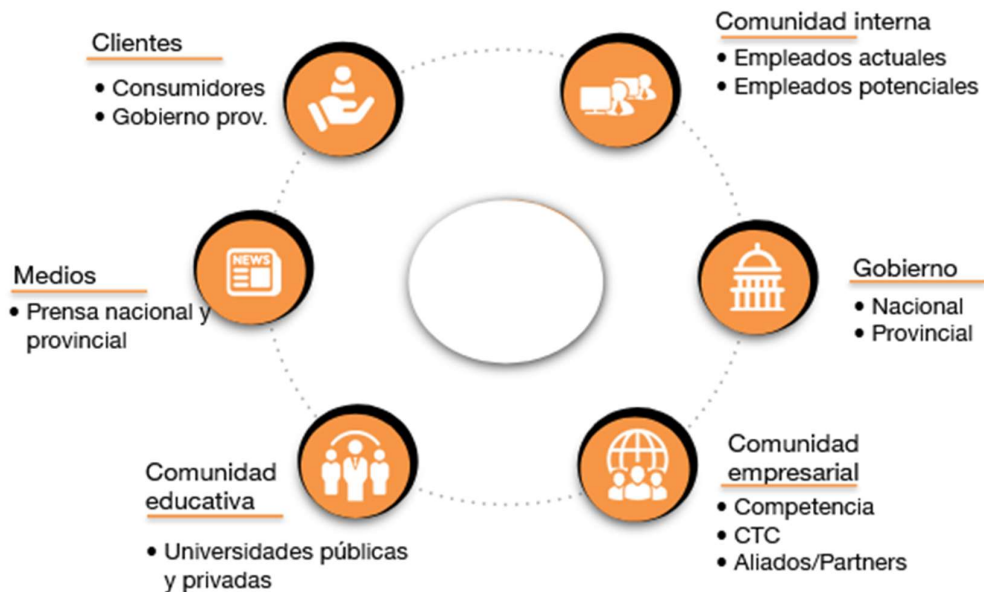 Clientes
• Consumidores
• Gobierno prov.
Comunidad interna
• Empleados actuales
• Empleados potenciales
Medios
• Prensa nacional y
provincial
NEWS
Gobierno
• Nacional
• Provincial
Comunidad
educativa
• Universidades públicas
y privadas
Comunidad
empresarial
• Competencia
• CTC
• Aliados/Partners